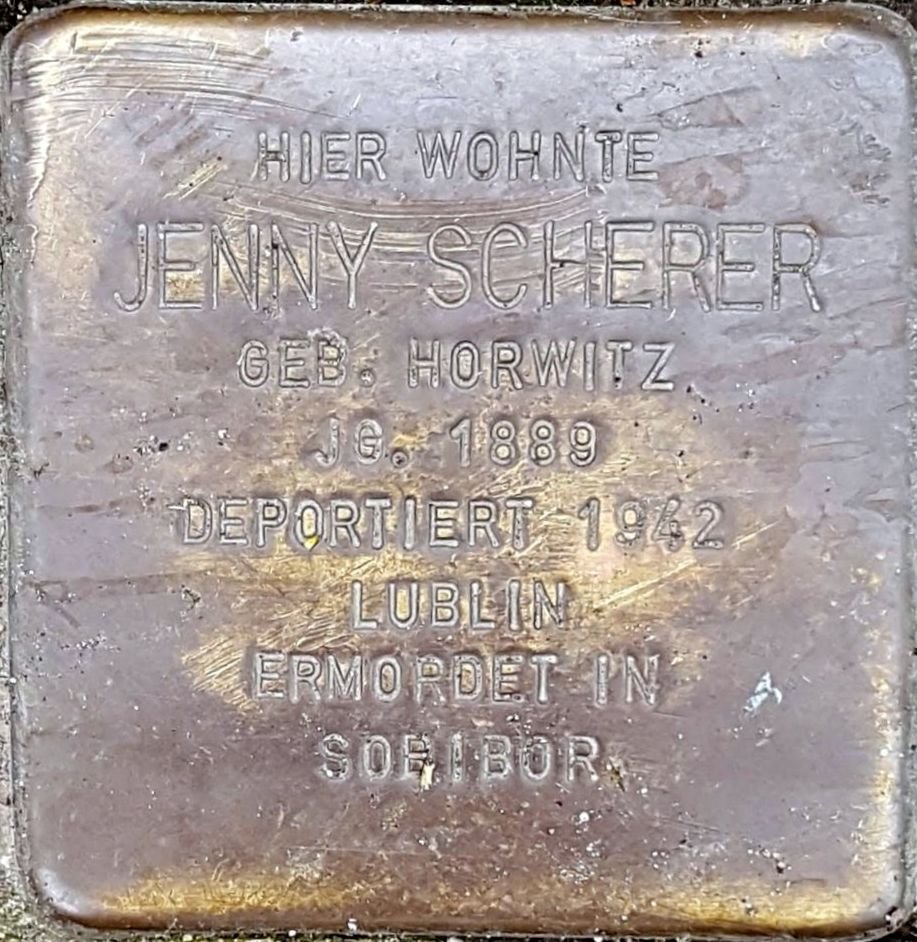 HIER WOHNTE
JENNY SCHERER
GEB. HORWITZ
JG. 1889
DEPORTIERT 1942
LUBLIN
ERMORDET IN
SOBIBOR